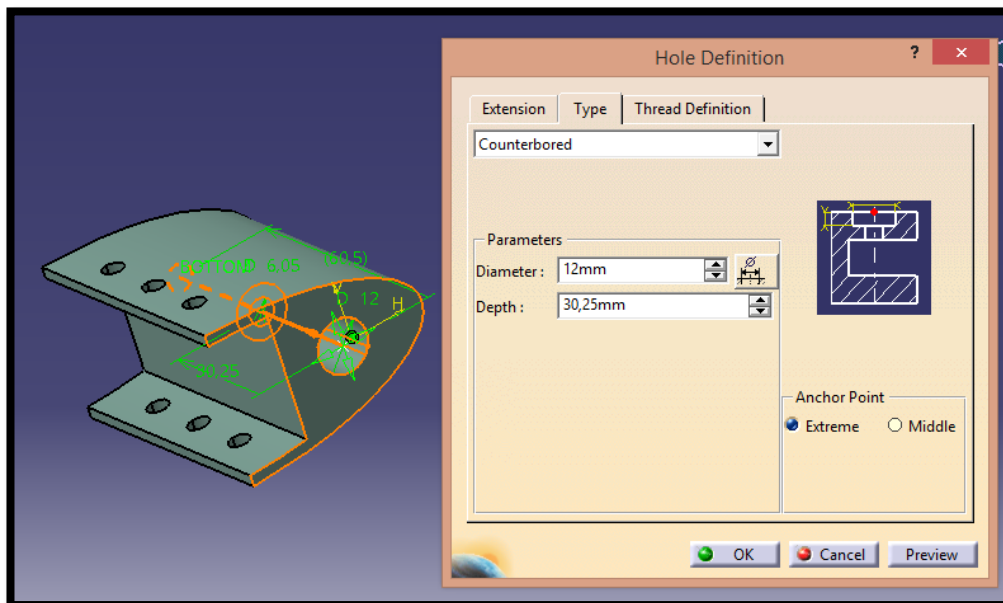 Hole Definition
?
×
Extension Type Thread Definition
Counterbored
Parameters
Diameter : 12mm
Depth : 30,25mm
Anchor Point
Extreme Middle
OK Cancel Preview
BOTTOMD 6,05
(60,5)
V
D 12
H
30,25